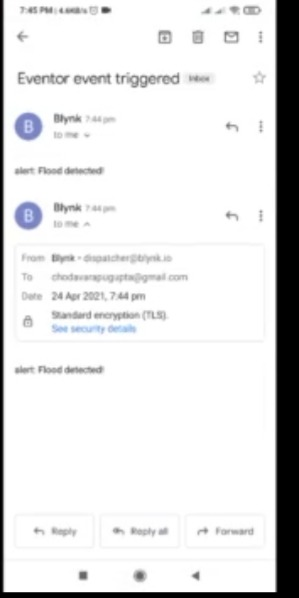 7:45 PM | 4.6KB/s
Eventor event triggered Inbox
B
Blynk 7:44 pm
to me
alert: Flood detected!
B
Blynk 7:44 pm
to me
From Blynk • dispatcher@blynk.io
To chodavarapugupta@gmail.com
Date 24 Apr 2021, 7:44 pm
Standard encryption (TLS).
See security details
alert: Flood detected!
Reply Reply all Forward